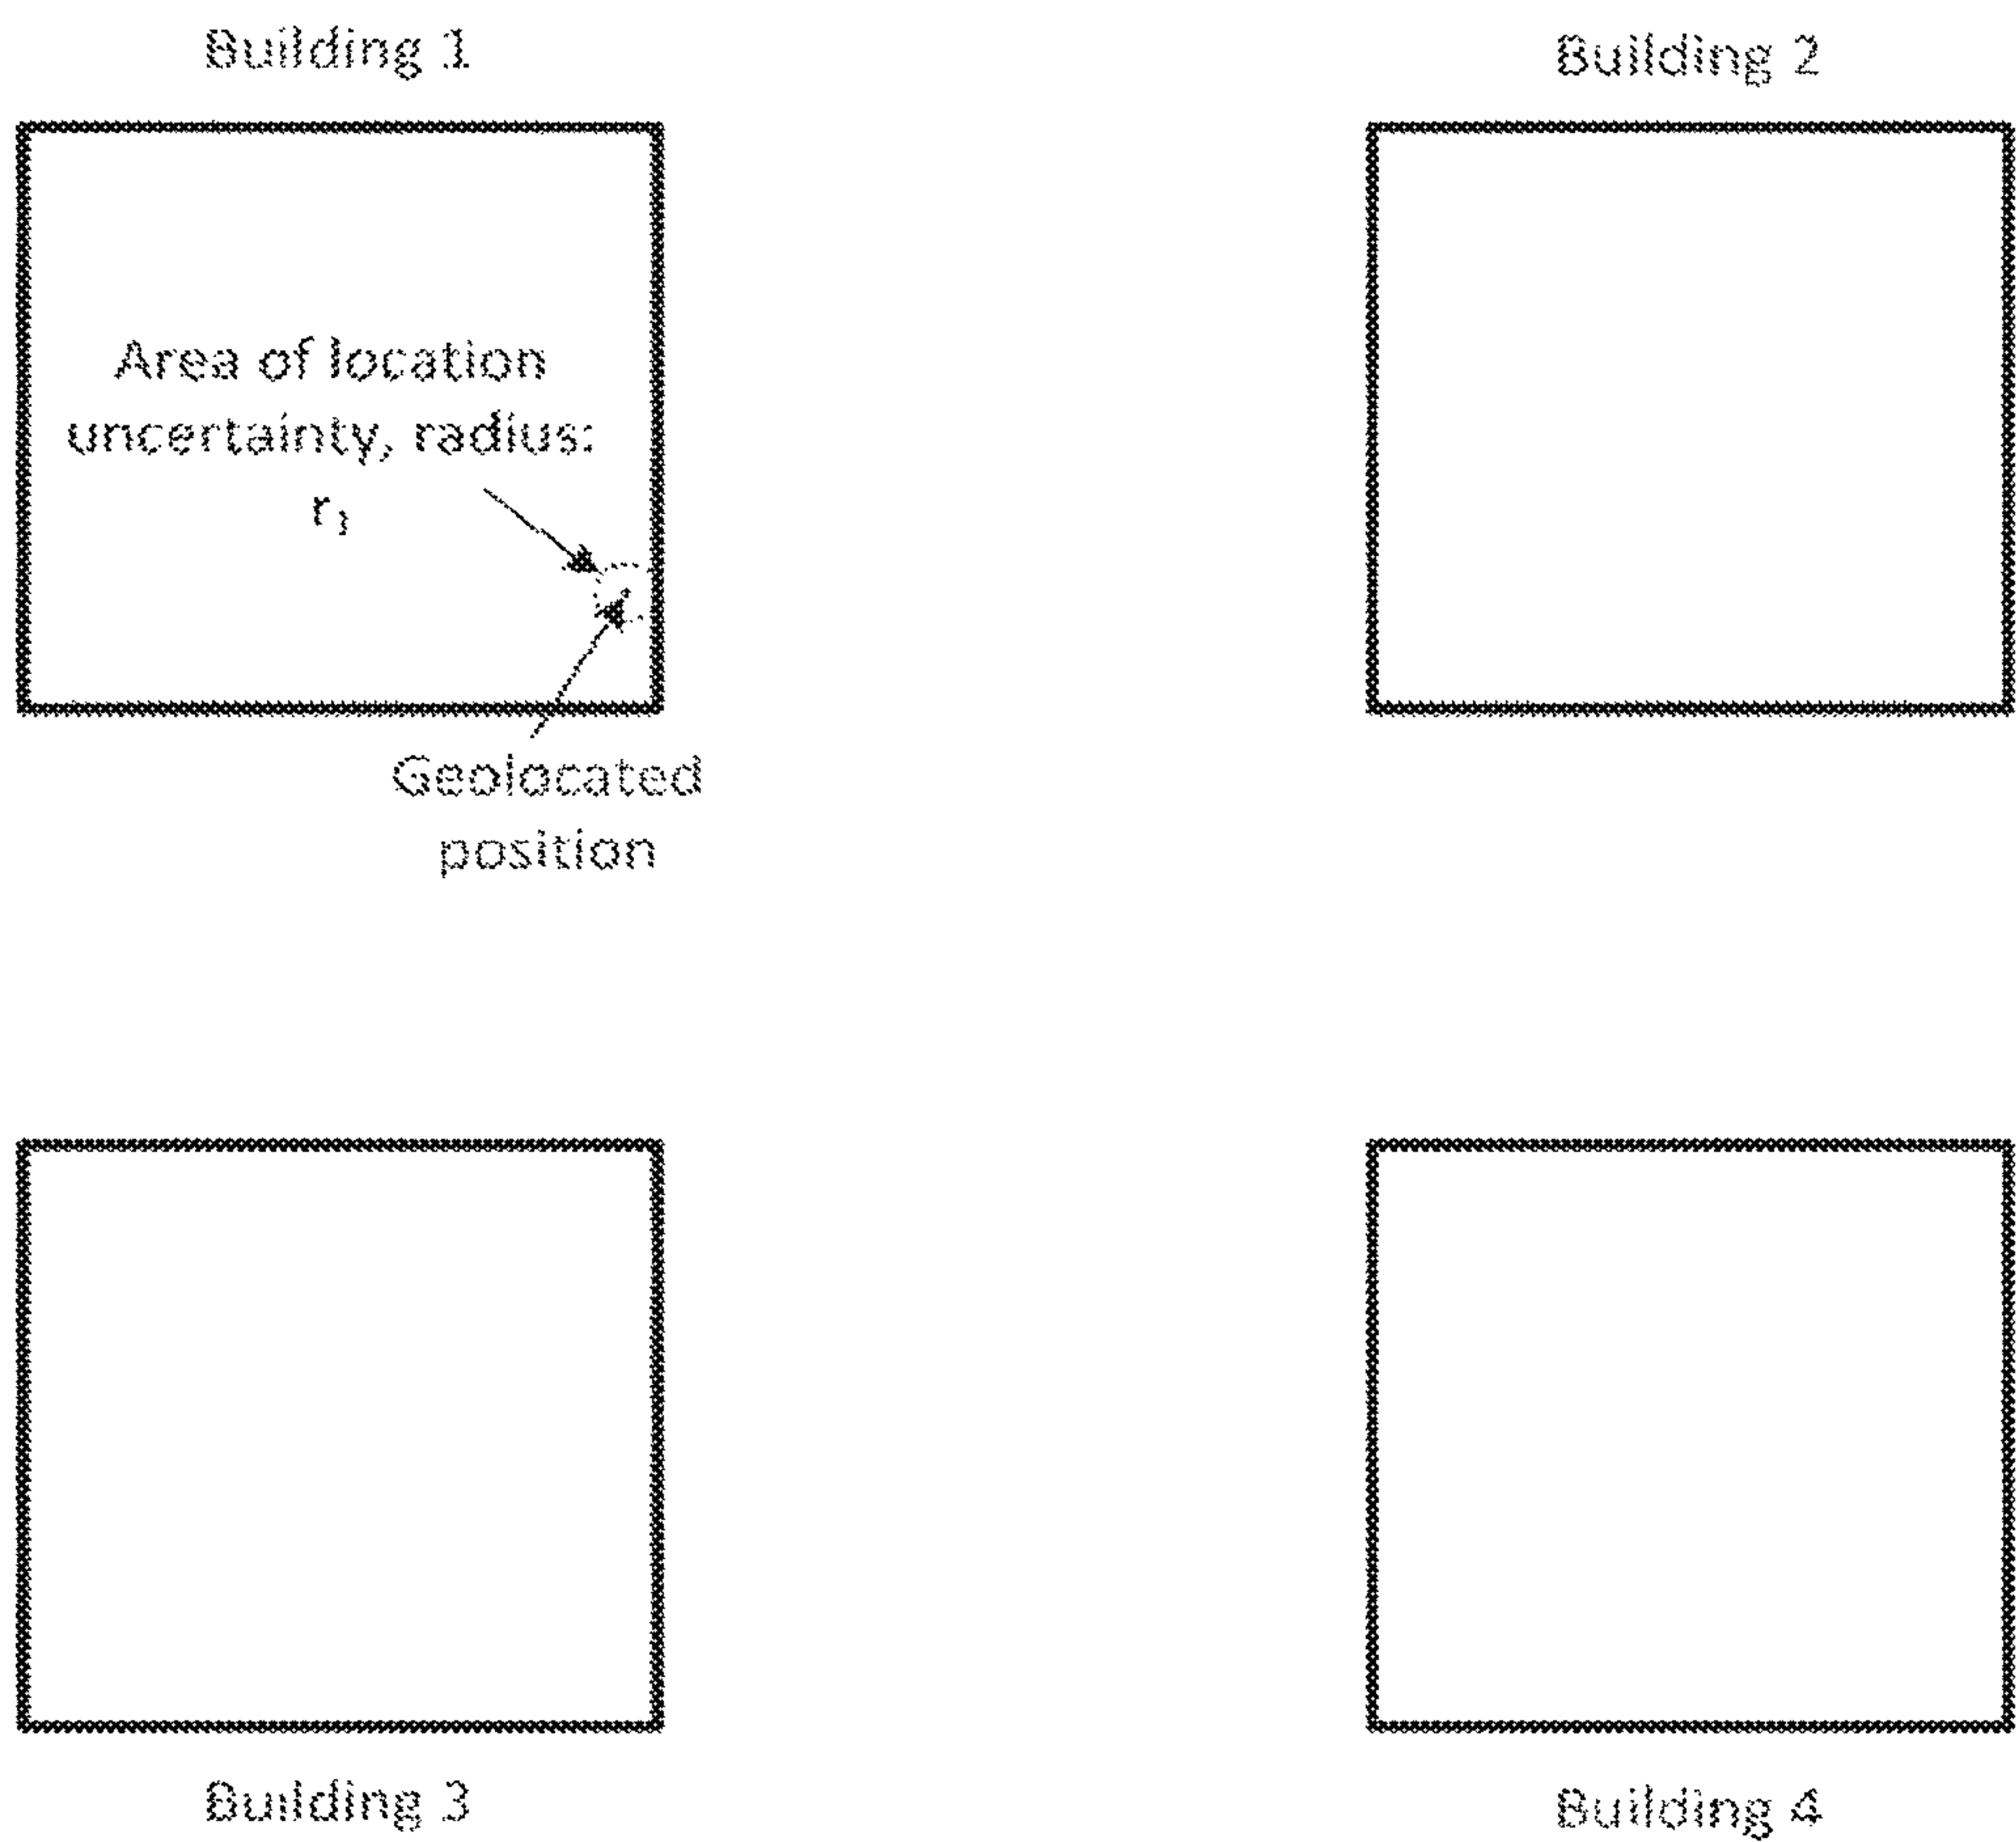 Building 1
Building 2
Area of location
uncertainty, radius:
r₁
Geolocated
position
Building 3
Building 4